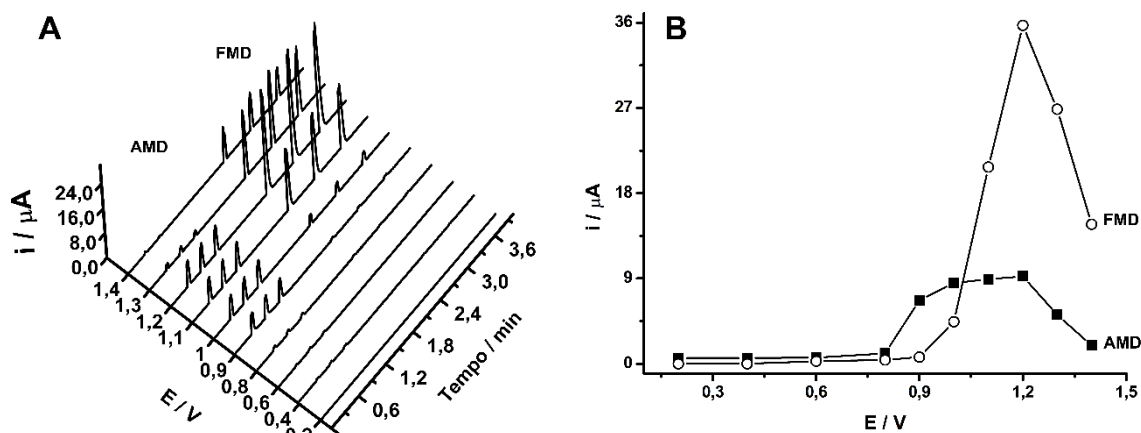 A
FMD
AMD
i / μA
24,0
16,0
8,0
0,0
1,4
1,3
1,2
1,1
1
0,9
0,8
0,6
0,4
E / V
0,6
1,2
1,8
2,4
3,0
3,6
Tempo / min
B
i / μA
36
27
18
9
0
FMD
AMD
0,3
0,6
0,9
1,2
1,5
E / V